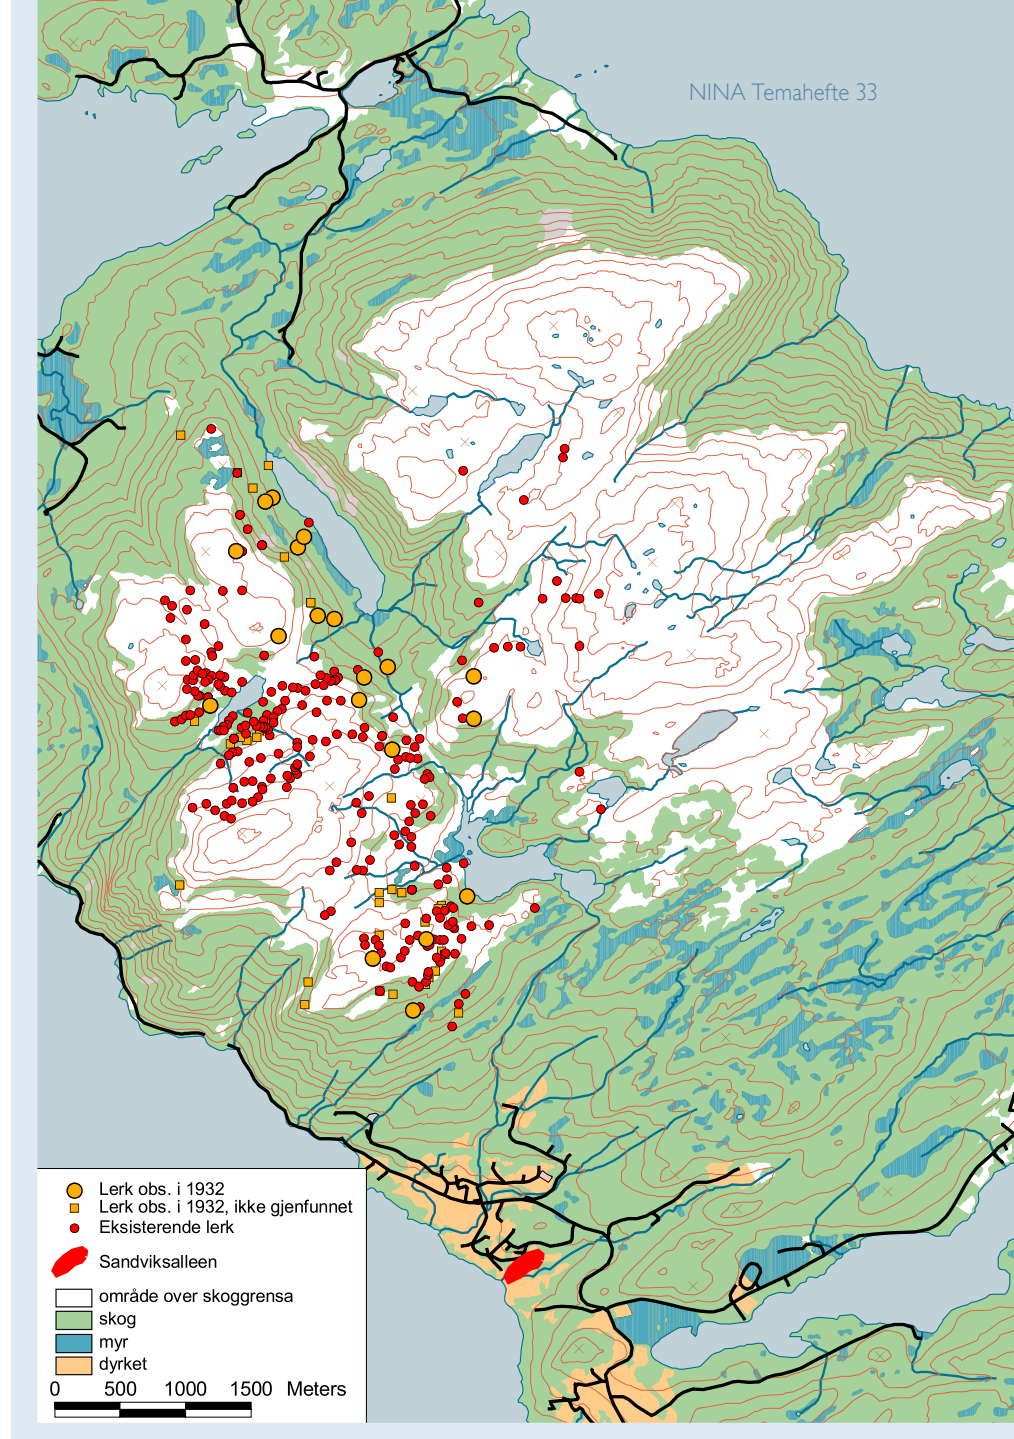 NINA Temahefte 33
Lerk obs. i 1932
Lerk obs. i 1932, ikke gjenfunnet
Eksisterende lerk
Sandviksalleen
område over skoggrensa
skog
myr
dyrket
0 500 1000 1500 Meters